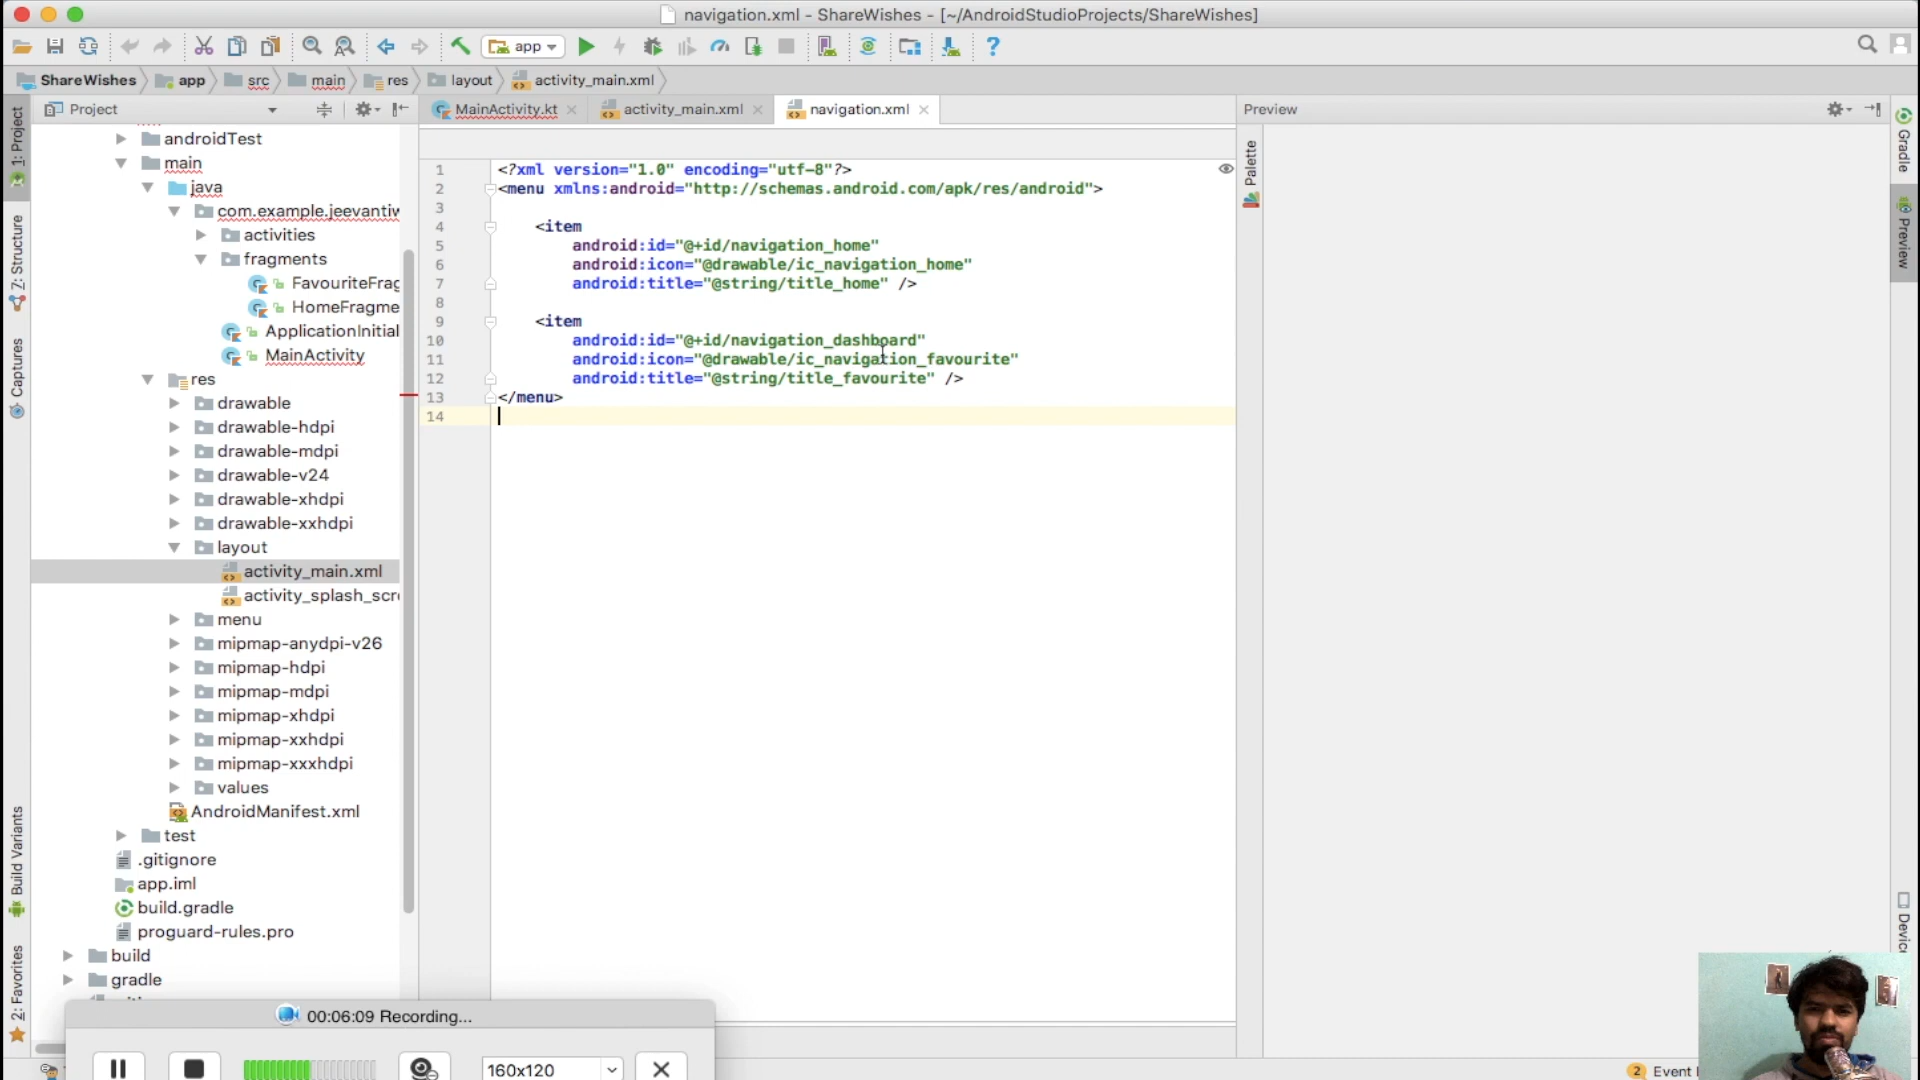 navigation.xml - ShareWishes - [~/AndroidStudioProjects/ShareWishes]
app
ShareWishes app src main res layout activity_main.xml
Project
MainActivity.kt activity_main.xml navigation.xml
Preview
1: Project
7: Structure
Captures
Build Variants
2: Favorites
androidTest
main
java
com.example.jeevantiw
activities
fragments
FavouriteFrag
HomeFragme
ApplicationInitial
MainActivity
res
drawable
drawable-hdpi
drawable-mdpi
drawable-v24
drawable-xhdpi
drawable-xxhdpi
layout
activity_main.xml
activity_splash_scre
menu
mipmap-anydpi-v26
mipmap-hdpi
mipmap-mdpi
mipmap-xhdpi
mipmap-xxhdpi
mipmap-xxxhdpi
values
AndroidManifest.xml
test
.gitignore
app.iml
build.gradle
proguard-rules.pro
build
gradle
1 <?xml version="1.0" encoding="utf-8"?>
2 <menu xmlns:android="http://schemas.android.com/apk/res/android">
3
4 <item
5 android:id="@+id/navigation_home"
6 android:icon="@drawable/ic_navigation_home"
7 android:title="@string/title_home" />
8
9 <item
10 android:id="@+id/navigation_dashboard"
11 android:icon="@drawable/ic_navigation_favourite"
12 android:title="@string/title_favourite" />
13 </menu>
14
Palette
Gradle
Preview
Devic
00:06:09 Recording...
160x120
2 Event